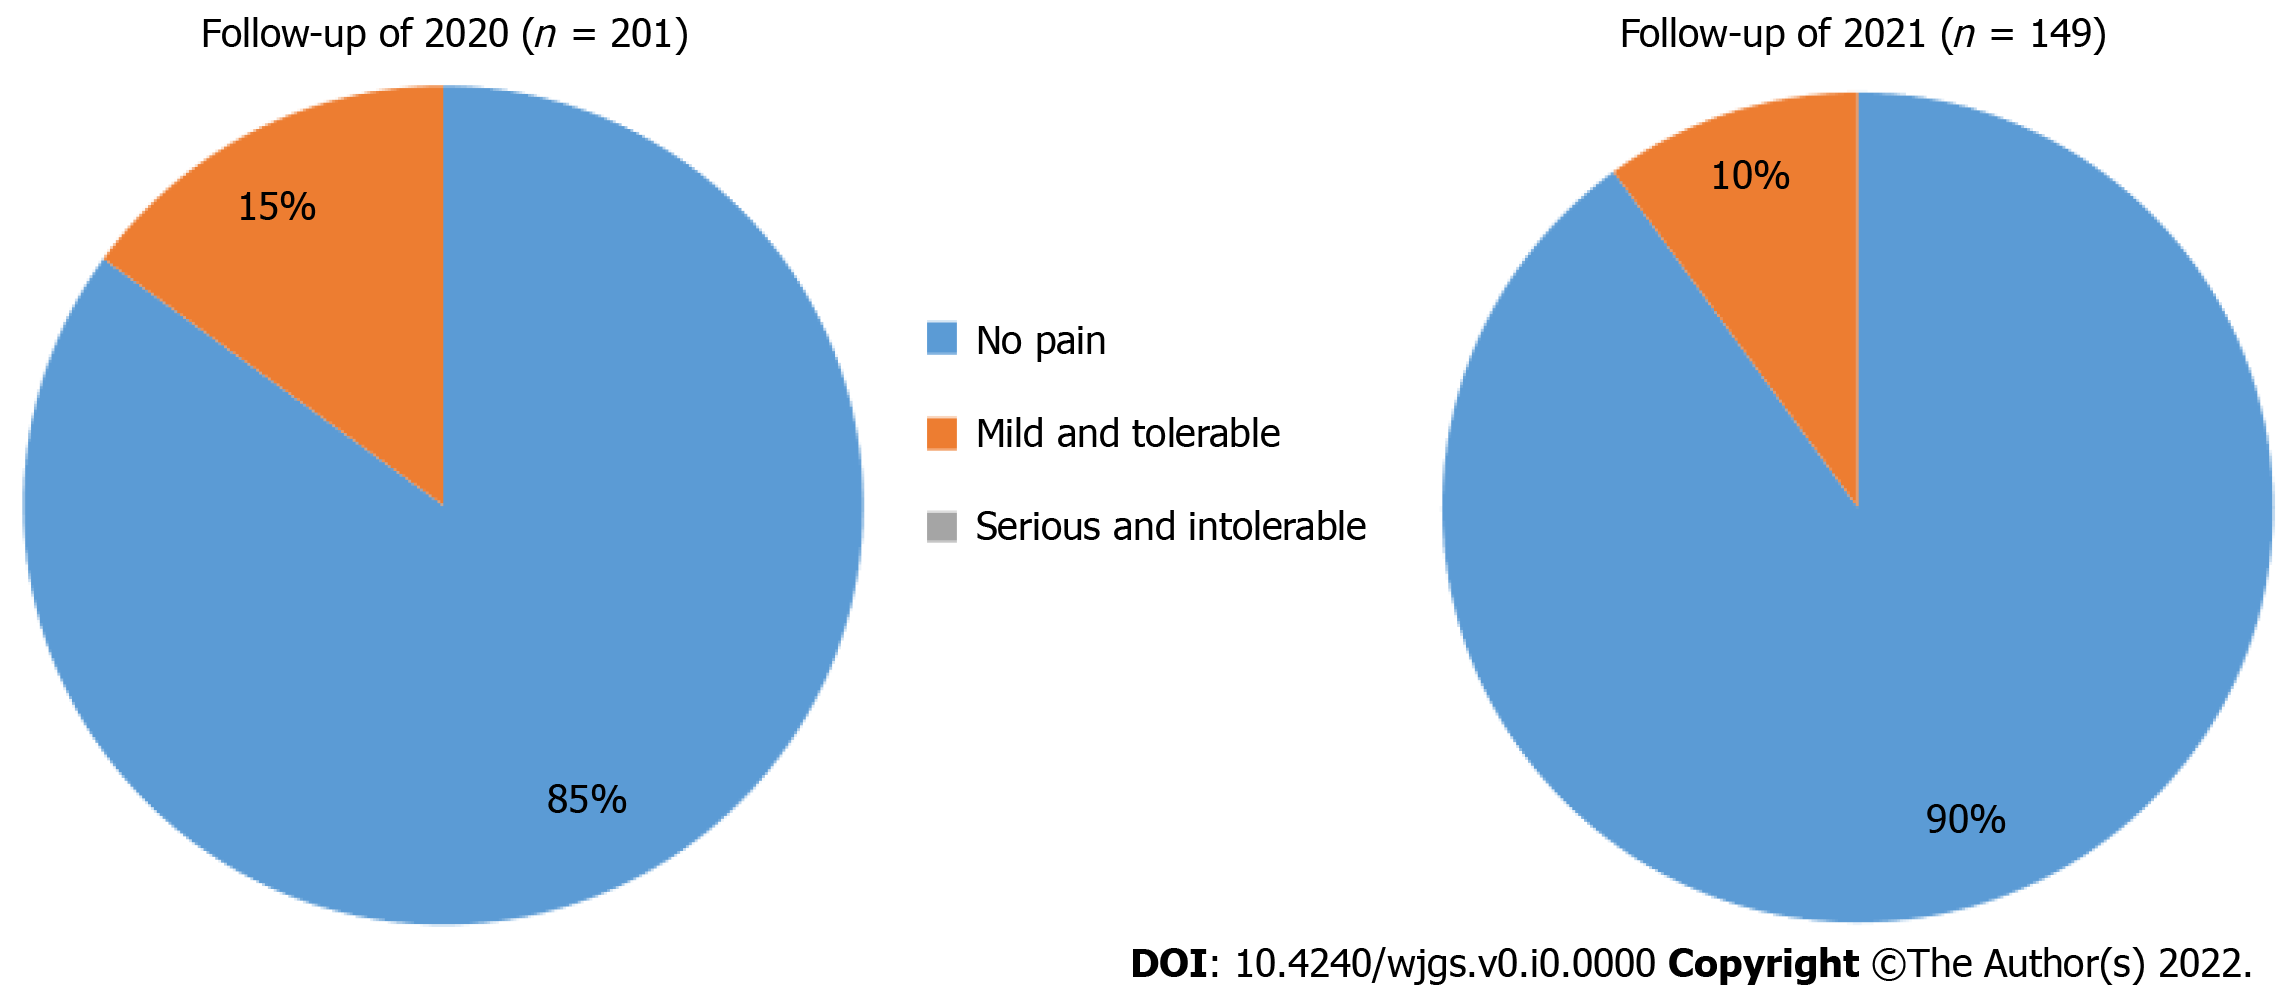 Follow-up of 2020 (n = 201)
15%
85%
No pain
Mild and tolerable
Serious and intolerable
Follow-up of 2021 (n = 149)
10%
90%
DOI: 10.4240/wjgs.v0.i0.0000 Copyright ©The Author(s) 2022.